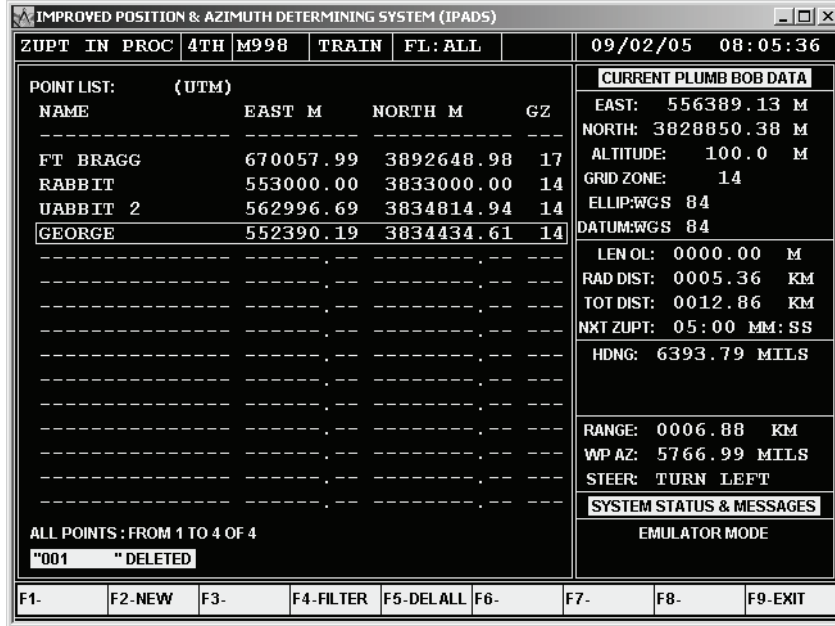 IMPROVED POSITION & AZIMUTH DETERMINING SYSTEM (IPADS)
ZUPT IN PROC 4TH M998 TRAIN FL:ALL 09/02/05 08:05:36
POINT LIST: (UTM)
NAME EAST M NORTH M GZ
---------------- ------.-- -------.-- ---
FT BRAGG 670057.99 3892648.98 17
RABBIT 553000.00 3833000.00 14
UABBIT 2 562996.69 3834814.94 14
GEORGE 552390.19 3834434.61 14
ALL POINTS : FROM 1 TO 4 OF 4
"001 " DELETED
CURRENT PLUMB BOB DATA
EAST: 556389.13 M
NORTH: 3828850.38 M
ALTITUDE: 100.0 M
GRID ZONE: 14
ELLIP:WGS 84
DATUM:WGS 84
LEN OL: 0000.00 M
RAD DIST: 0005.36 KM
TOT DIST: 0012.86 KM
NXT ZUPT: 05:00 MM:SS
HDNG: 6393.79 MILS
RANGE: 0006.88 KM
WP AZ: 5766.99 MILS
STEER: TURN LEFT
SYSTEM STATUS & MESSAGES
EMULATOR MODE
F1- F2-NEW F3- F4-FILTER F5-DELALL F6- F7- F8- F9-EXIT